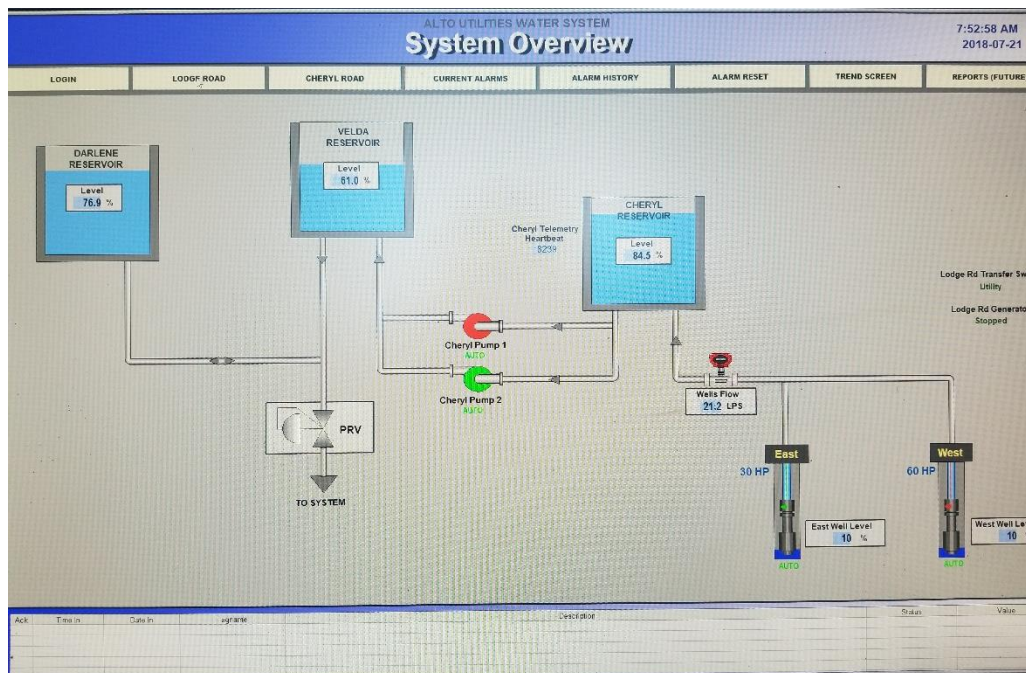 ALTO UTILITIES WATER SYSTEM
System Overview
7:52:58 AM
2018-07-21
LOGIN
LODGE ROAD
CHERYL ROAD
CURRENT ALARMS
ALARM HISTORY
ALARM RESET
TREND SCREEN
REPORTS (FUTURE
DARLENE
RESERVOIR
Level
76.9 %
VELDA
RESERVOIR
Level
61.0 %
CHERYL
RESERVOIR
Level
84.5 %
Cheryl Telemetry
Heartbeat
Lodge Rd Transfer Sw
Utility
Lodge Rd Generato
Stopped
Cheryl Pump 1
AUTO
Cheryl Pump 2
AUTO
Wells Flow
21.2 LPS
PRV
TO SYSTEM
East
30 HP
East Well Level
10 %
AUTO
West
60 HP
West Well Le
10
AUTO
Ack
Time In
Date In
Description
Status
Value